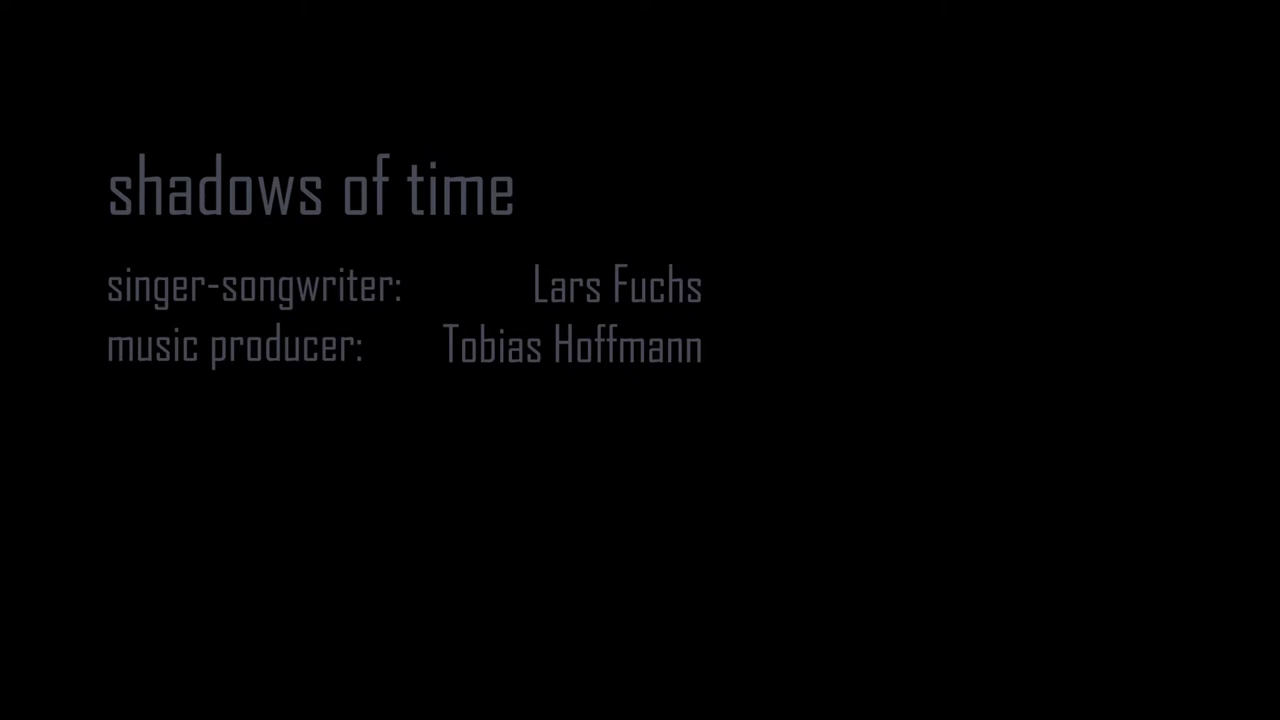 shadows of time
singer-songwriter: Lars Fuchs
music producer: Tobias Hoffmann